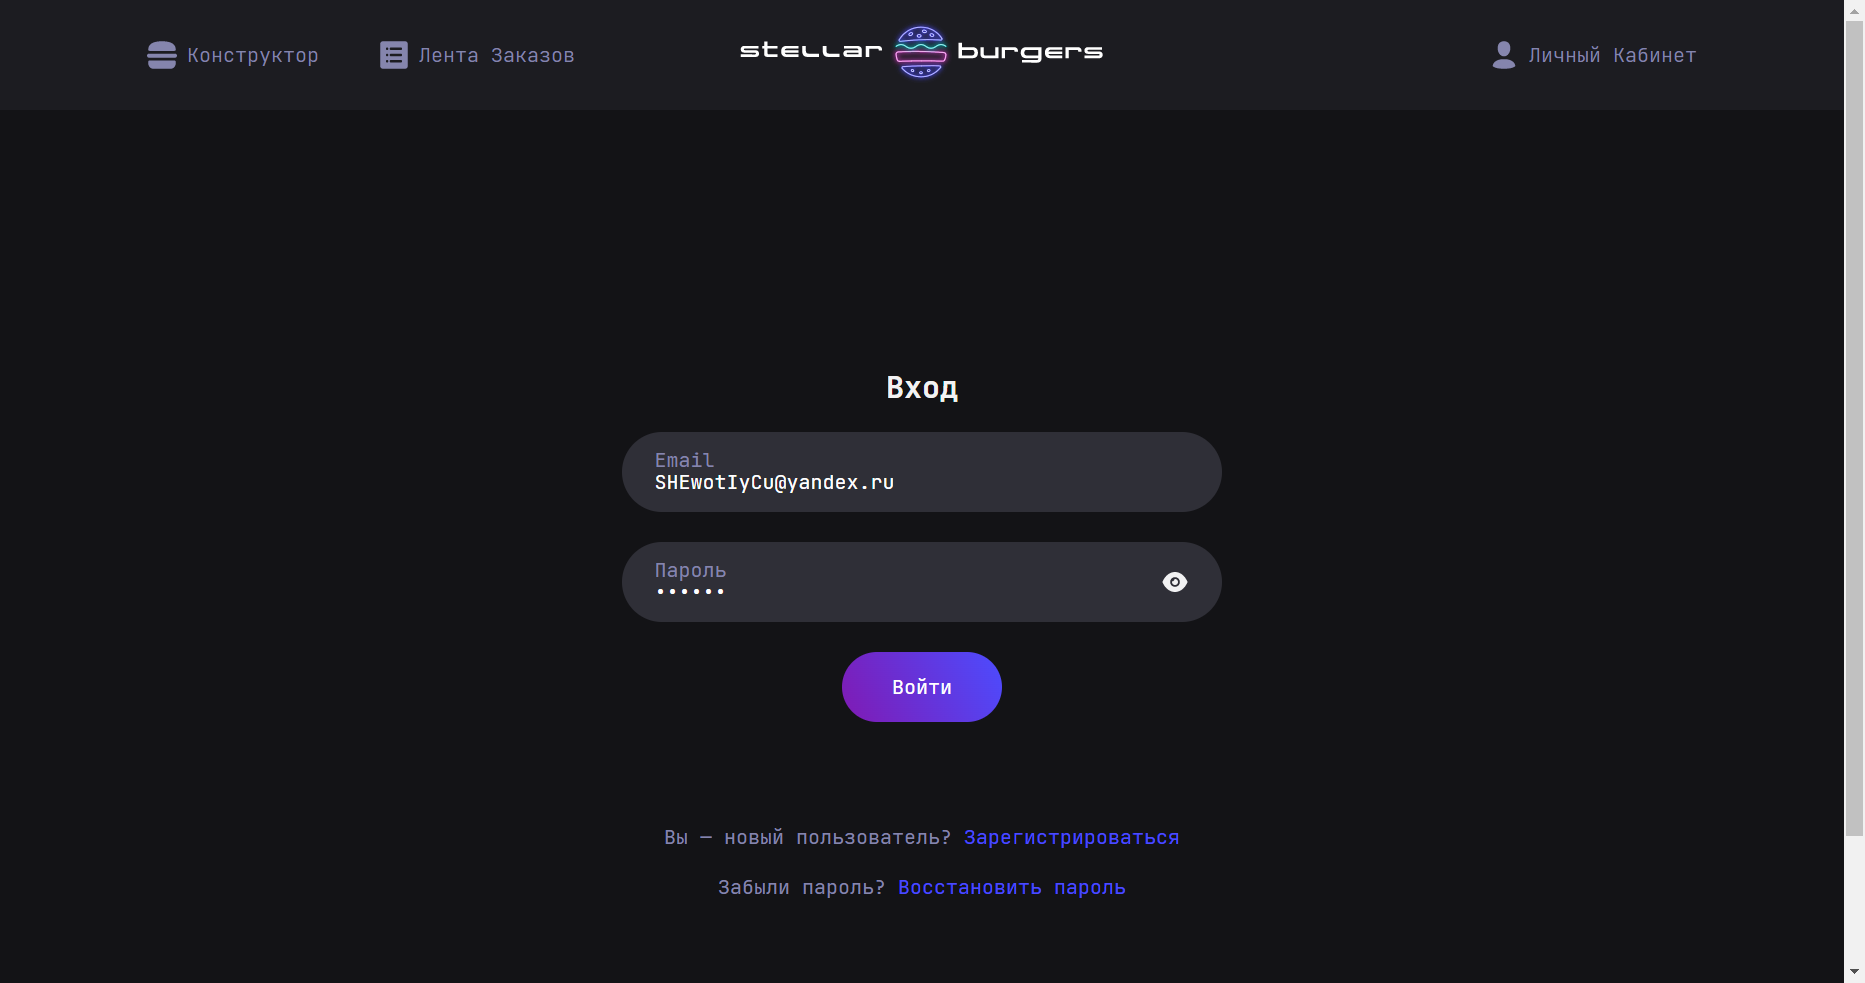 Конструктор
Лента Заказов
stellar burgers
Личный Кабинет
Вход
Email
SHEwotIyCu@yandex.ru
Пароль
••••••
Войти
Вы — новый пользователь? Зарегистрироваться
Забыли пароль? Восстановить пароль